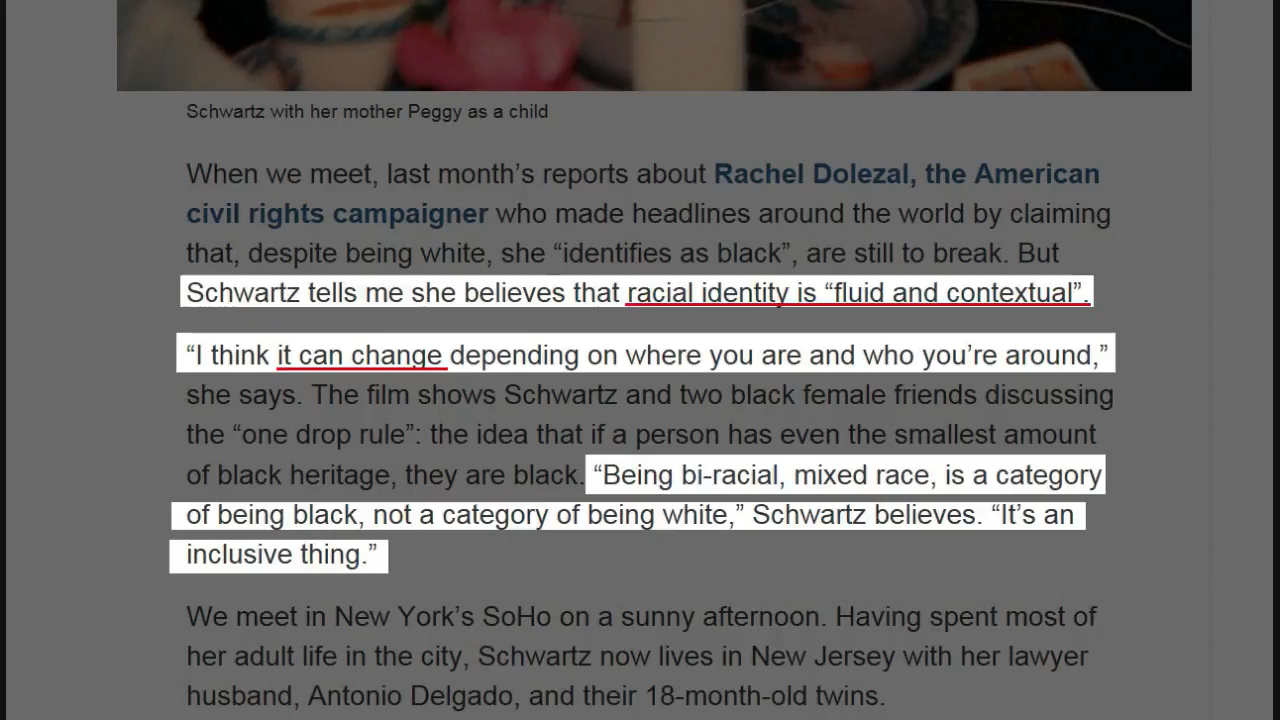 Schwartz with her mother Peggy as a child
When we meet, last month’s reports about Rachel Dolezal, the American
civil rights campaigner who made headlines around the world by claiming
that, despite being white, she “identifies as black”, are still to break. But
Schwartz tells me she believes that racial identity is “fluid and contextual”.
“I think it can change depending on where you are and who you’re around,”
she says. The film shows Schwartz and two black female friends discussing
the “one drop rule”: the idea that if a person has even the smallest amount
of black heritage, they are black. “Being bi-racial, mixed race, is a category
of being black, not a category of being white,” Schwartz believes. “It’s an
inclusive thing.”
We meet in New York’s SoHo on a sunny afternoon. Having spent most of
her adult life in the city, Schwartz now lives in New Jersey with her lawyer
husband, Antonio Delgado, and their 18-month-old twins.